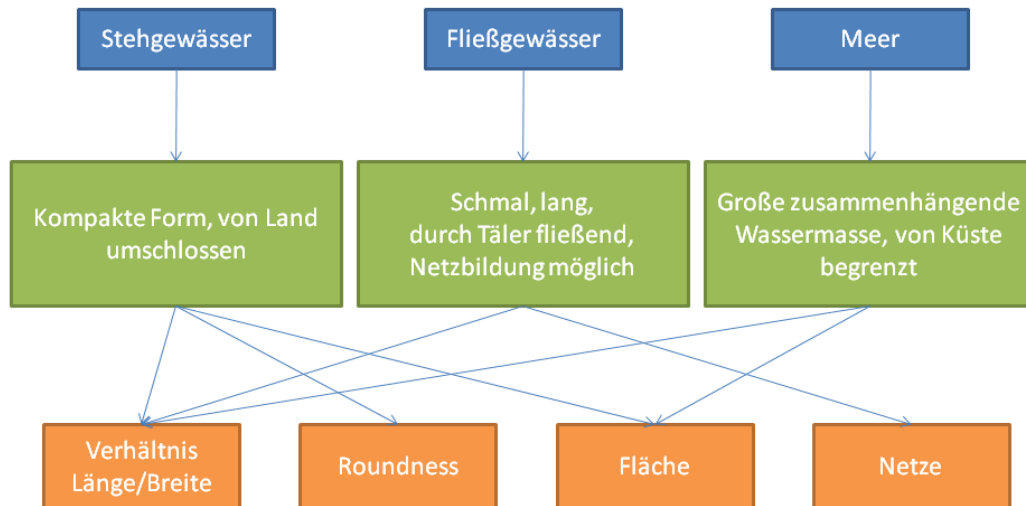 Stehgewässer
Fließgewässer
Meer
Kompakte Form, von Land
umschlossen
Schmal, lang,
durch Täler fließend,
Netzbildung möglich
Große zusammenhängende
Wassermasse, von Küste
begrenzt
Verhältnis
Länge/Breite
Roundness
Fläche
Netze